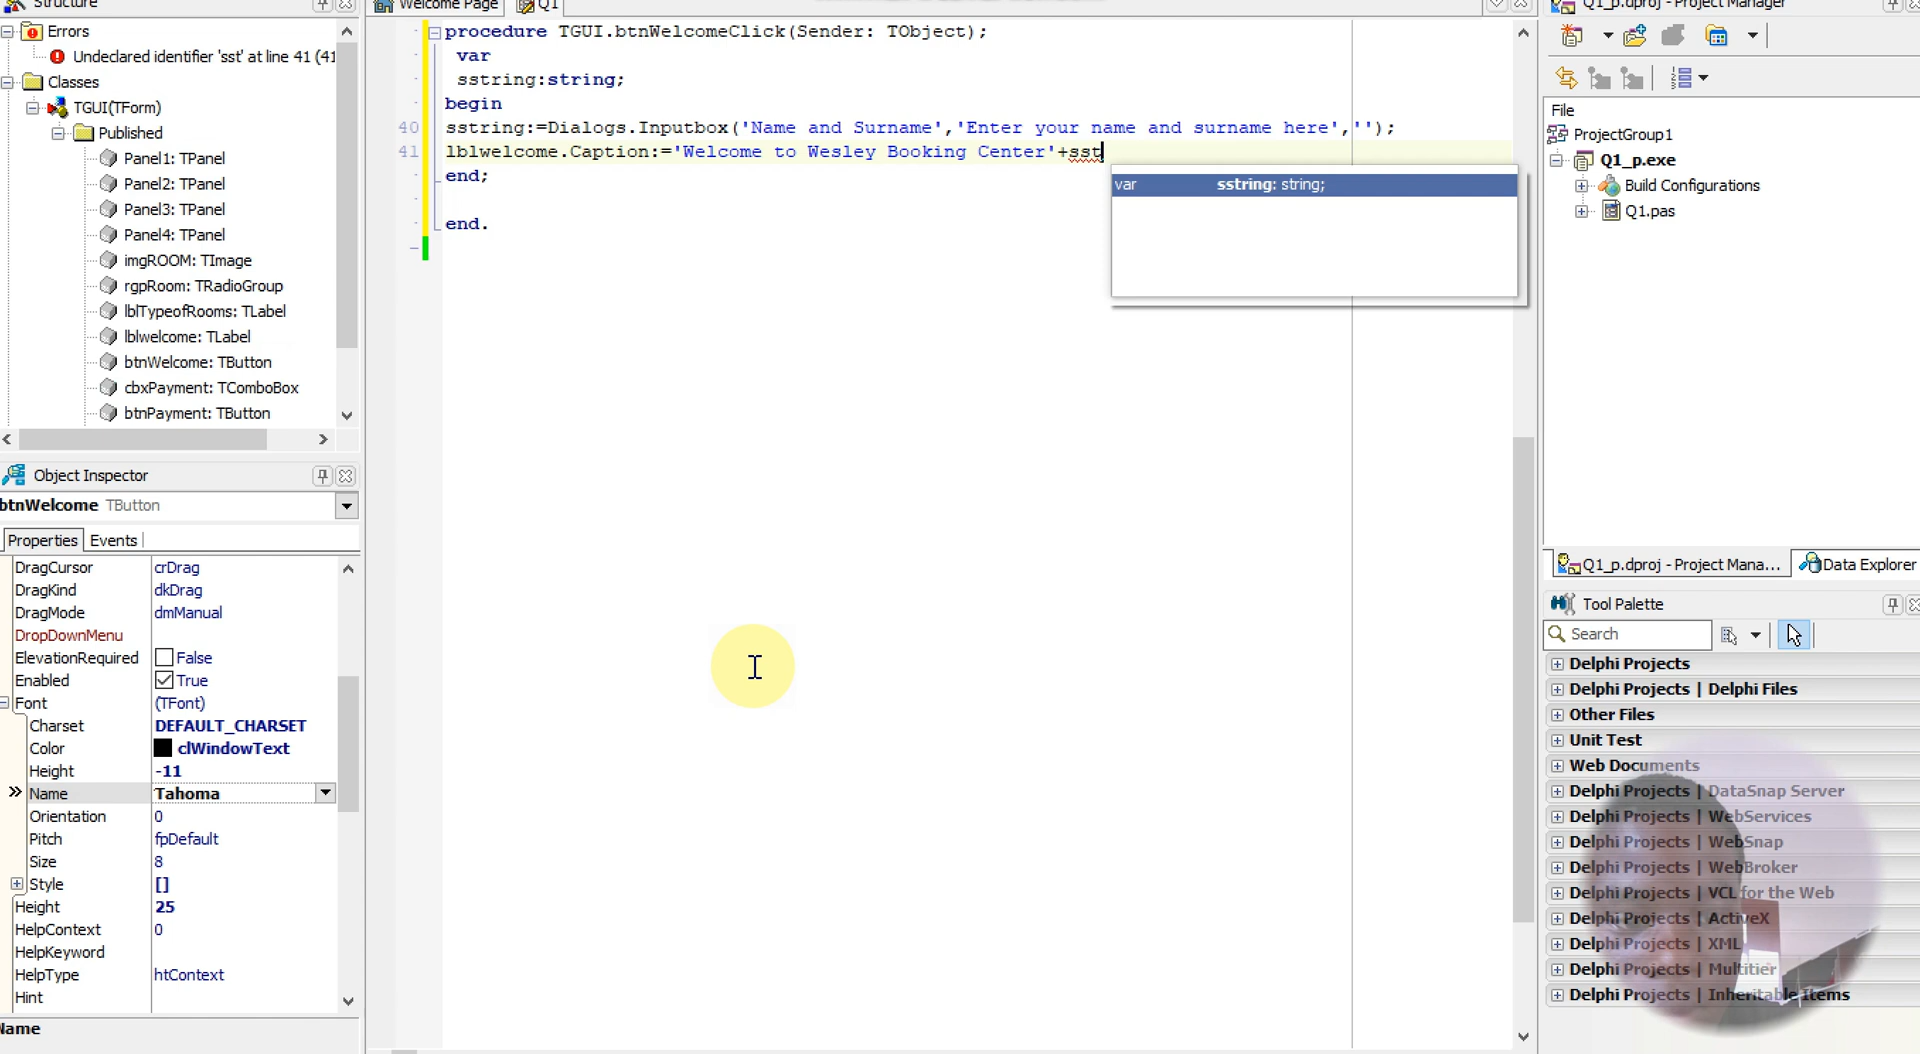 Structure
Errors
Undeclared identifier 'sst' at line 41 (41
Classes
TGUI(TForm)
Published
Panel1: TPanel
Panel2: TPanel
Panel3: TPanel
Panel4: TPanel
imgROOM: TImage
rgpRoom: TRadioGroup
lblTypeofRooms: TLabel
lblwelcome: TLabel
btnWelcome: TButton
cbxPayment: TComboBox
btnPayment: TButton
Object Inspector
btnWelcome TButton
Properties Events
DragCursor crDrag
DragKind dkDrag
DragMode dmManual
DropDownMenu
ElevationRequired False
Enabled True
Font (TFont)
Charset DEFAULT_CHARSET
Color clWindowText
Height -11
Name Tahoma
Orientation 0
Pitch fpDefault
Size 8
Style []
Height 25
HelpContext 0
HelpKeyword
HelpType htContext
Hint
Name
Welcome Page Q1
procedure TGUI.btnWelcomeClick(Sender: TObject);
var
sstring:string;
begin
40 sstring:=Dialogs.Inputbox('Name and Surname','Enter your name and surname here','');
41 lblwelcome.Caption:='Welcome to Wesley Booking Center'+sst
end;
end.
var sstring: string;
Q1_p.dproj - Project Manager
File
ProjectGroup1
Q1_p.exe
Build Configurations
Q1.pas
Q1_p.dproj - Project Mana... Data Explorer
Tool Palette
Search
Delphi Projects
Delphi Projects | Delphi Files
Other Files
Unit Test
Web Documents
Delphi Projects | DataSnap Server
Delphi Projects | WebServices
Delphi Projects | WebSnap
Delphi Projects | WebBroker
Delphi Projects | VCL for the Web
Delphi Projects | ActiveX
Delphi Projects | XML
Delphi Projects | Multitier
Delphi Projects | Inheritable Items